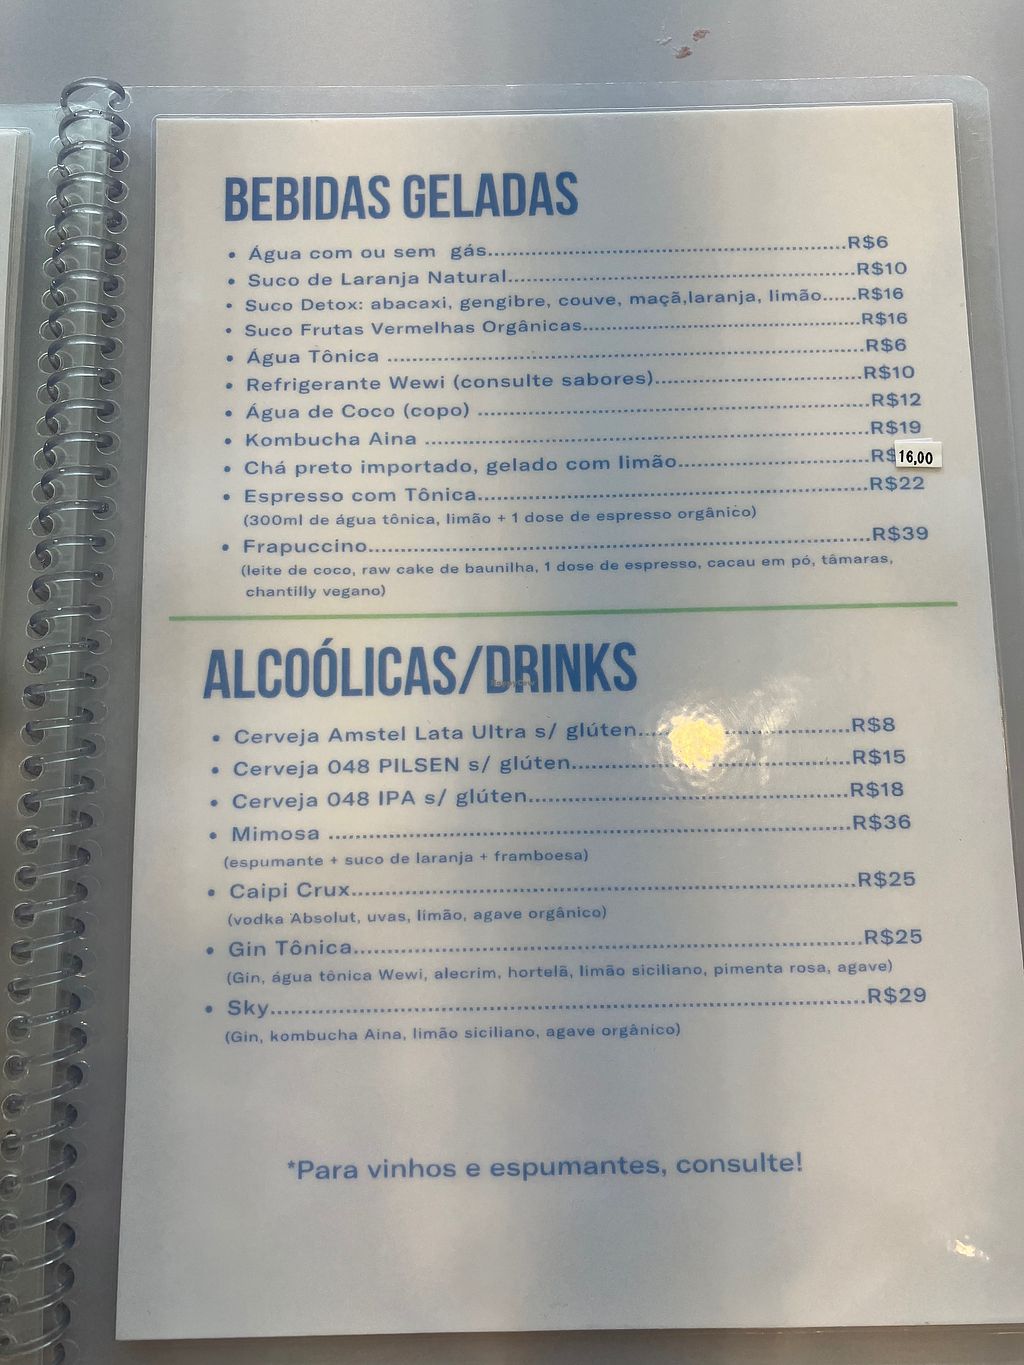 BEBIDAS GELADAS
• Água com ou sem gás..........R$6
• Suco de Laranja Natural..........R$10
• Suco Detox: abacaxi, gengibre, couve, maçã,laranja, limão......R$16
• Suco Frutas Vermelhas Orgânicas..........R$16
• Água Tônica ..........R$6
• Refrigerante Wewi (consulte sabores)..........R$10
• Água de Coco (copo) ..........R$12
• Kombucha Aina ..........R$19
• Chá preto importado, gelado com limão..........R$ 16,00
• Espresso com Tônica..........R$22
(300ml de água tônica, limão + 1 dose de espresso orgânico)
• Frapuccino..........R$39
(leite de coco, raw cake de baunilha, 1 dose de espresso, cacau em pó, tâmaras,
chantilly vegano)
ALCOÓLICAS/DRINKS
• Cerveja Amstel Lata Ultra s/ glúten..........R$8
• Cerveja 048 PILSEN s/ glúten..........R$15
• Cerveja 048 IPA s/ glúten..........R$18
• Mimosa ..........R$36
(espumante + suco de laranja + framboesa)
• Caipi Crux..........R$25
(vodka Absolut, uvas, limão, agave orgânico)
• Gin Tônica..........R$25
(Gin, água tônica Wewi, alecrim, hortelã, limão siciliano, pimenta rosa, agave)
• Sky..........R$29
(Gin, kombucha Aina, limão siciliano, agave orgânico)
*Para vinhos e espumantes, consulte!